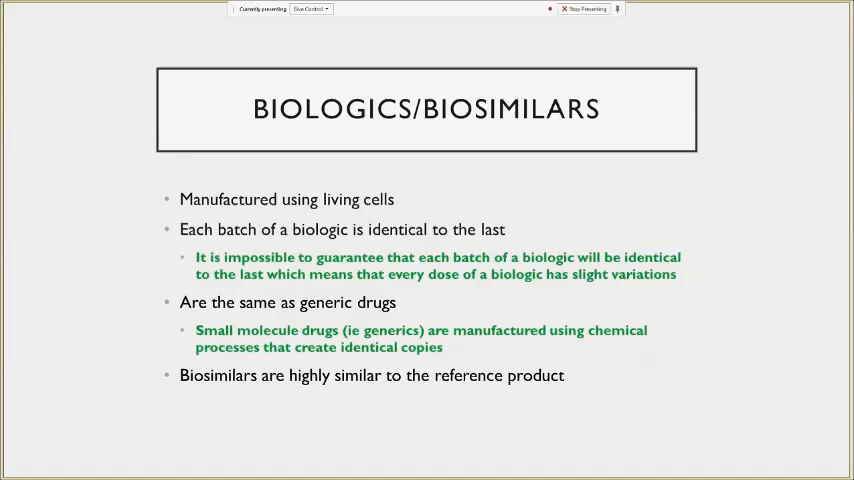 Currently presenting Give Control Stop Presenting
BIOLOGICS/BIOSIMILARS
• Manufactured using living cells
• Each batch of a biologic is identical to the last
• It is impossible to guarantee that each batch of a biologic will be identical
to the last which means that every dose of a biologic has slight variations
• Are the same as generic drugs
• Small molecule drugs (ie generics) are manufactured using chemical
processes that create identical copies
• Biosimilars are highly similar to the reference product